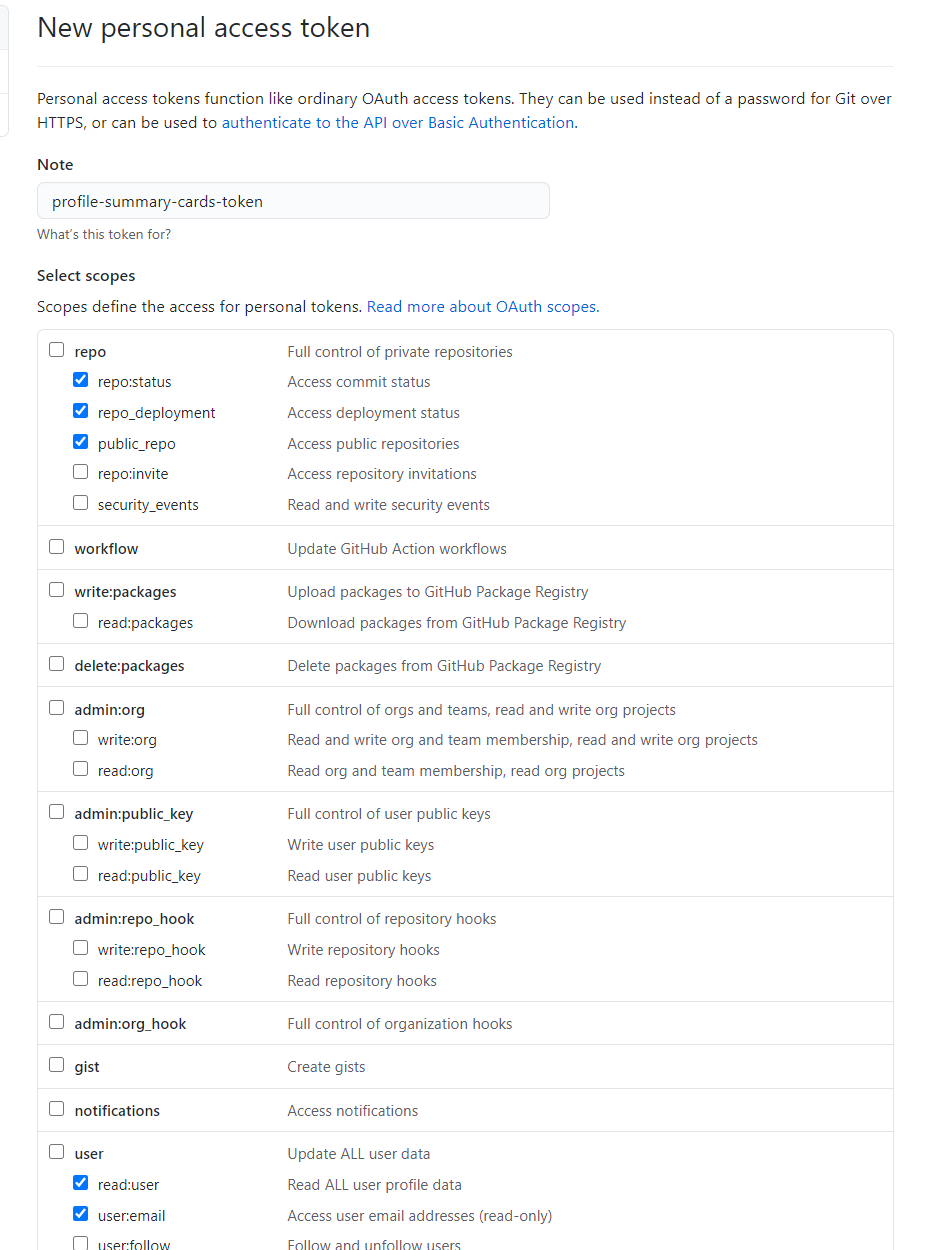 New personal access token
Personal access tokens function like ordinary OAuth access tokens. They can be used instead of a password for Git over
HTTPS, or can be used to authenticate to the API over Basic Authentication.
Note
profile-summary-cards-token
What's this token for?
Select scopes
Scopes define the access for personal tokens. Read more about OAuth scopes.
repo Full control of private repositories
repo:status Access commit status
repo_deployment Access deployment status
public_repo Access public repositories
repo:invite Access repository invitations
security_events Read and write security events
workflow Update GitHub Action workflows
write:packages Upload packages to GitHub Package Registry
read:packages Download packages from GitHub Package Registry
delete:packages Delete packages from GitHub Package Registry
admin:org Full control of orgs and teams, read and write org projects
write:org Read and write org and team membership, read and write org projects
read:org Read org and team membership, read org projects
admin:public_key Full control of user public keys
write:public_key Write user public keys
read:public_key Read user public keys
admin:repo_hook Full control of repository hooks
write:repo_hook Write repository hooks
read:repo_hook Read repository hooks
admin:org_hook Full control of organization hooks
gist Create gists
notifications Access notifications
user Update ALL user data
read:user Read ALL user profile data
user:email Access user email addresses (read-only)
user:follow Follow and unfollow users